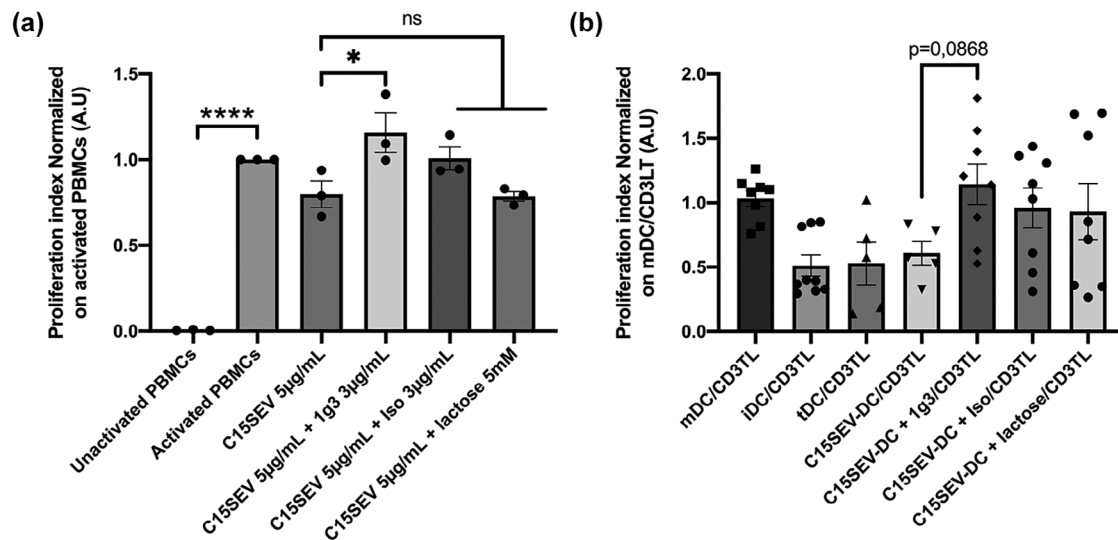 (a)
ns
*
****
Proliferation index Normalized
on activated PBMCs (A.U)
1.5
1.0
0.5
0.0
Unactivated PBMCs
Activated PBMCs
C15SEV 5µg/mL
C15SEV 5µg/mL + 1g3 3µg/mL
C15SEV 5µg/mL + Iso 3µg/mL
C15SEV 5µg/mL + lactose 5mM
(b)
p=0,0868
Proliferation index Normalized
on mDC/CD3LT (A.U)
2.0
1.5
1.0
0.5
0.0
mDC/CD3TL
iDC/CD3TL
tDC/CD3TL
C15SEV-DC/CD3TL
C15SEV-DC + 1g3/CD3TL
C15SEV-DC + Iso/CD3TL
C15SEV-DC + lactose/CD3TL